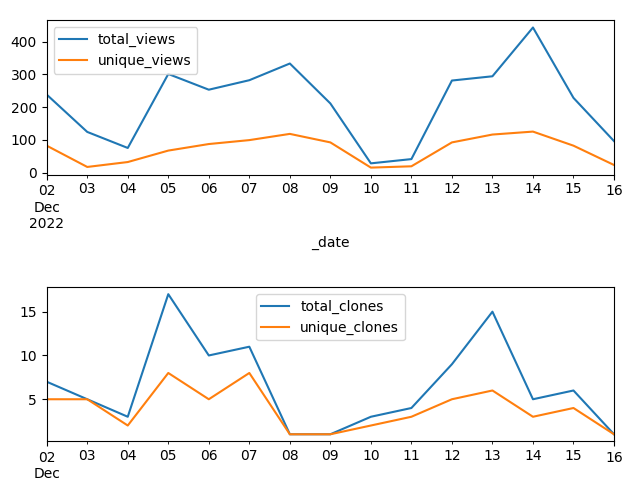 total_views
unique_views
400
300
200
100
0
02 03 04 05 06 07 08 09 10 11 12 13 14 15 16
Dec
2022
_date
total_clones
unique_clones
15
10
5
02 03 04 05 06 07 08 09 10 11 12 13 14 15 16
Dec